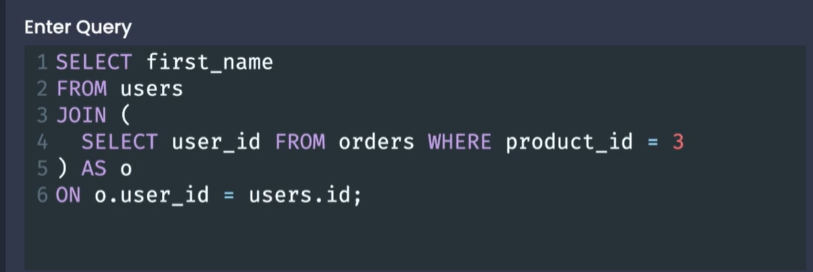 Enter Query
1 SELECT first_name
2 FROM users
3 JOIN (
4 SELECT user_id FROM orders WHERE product_id = 3
5 ) AS o
6 ON o.user_id = users.id;